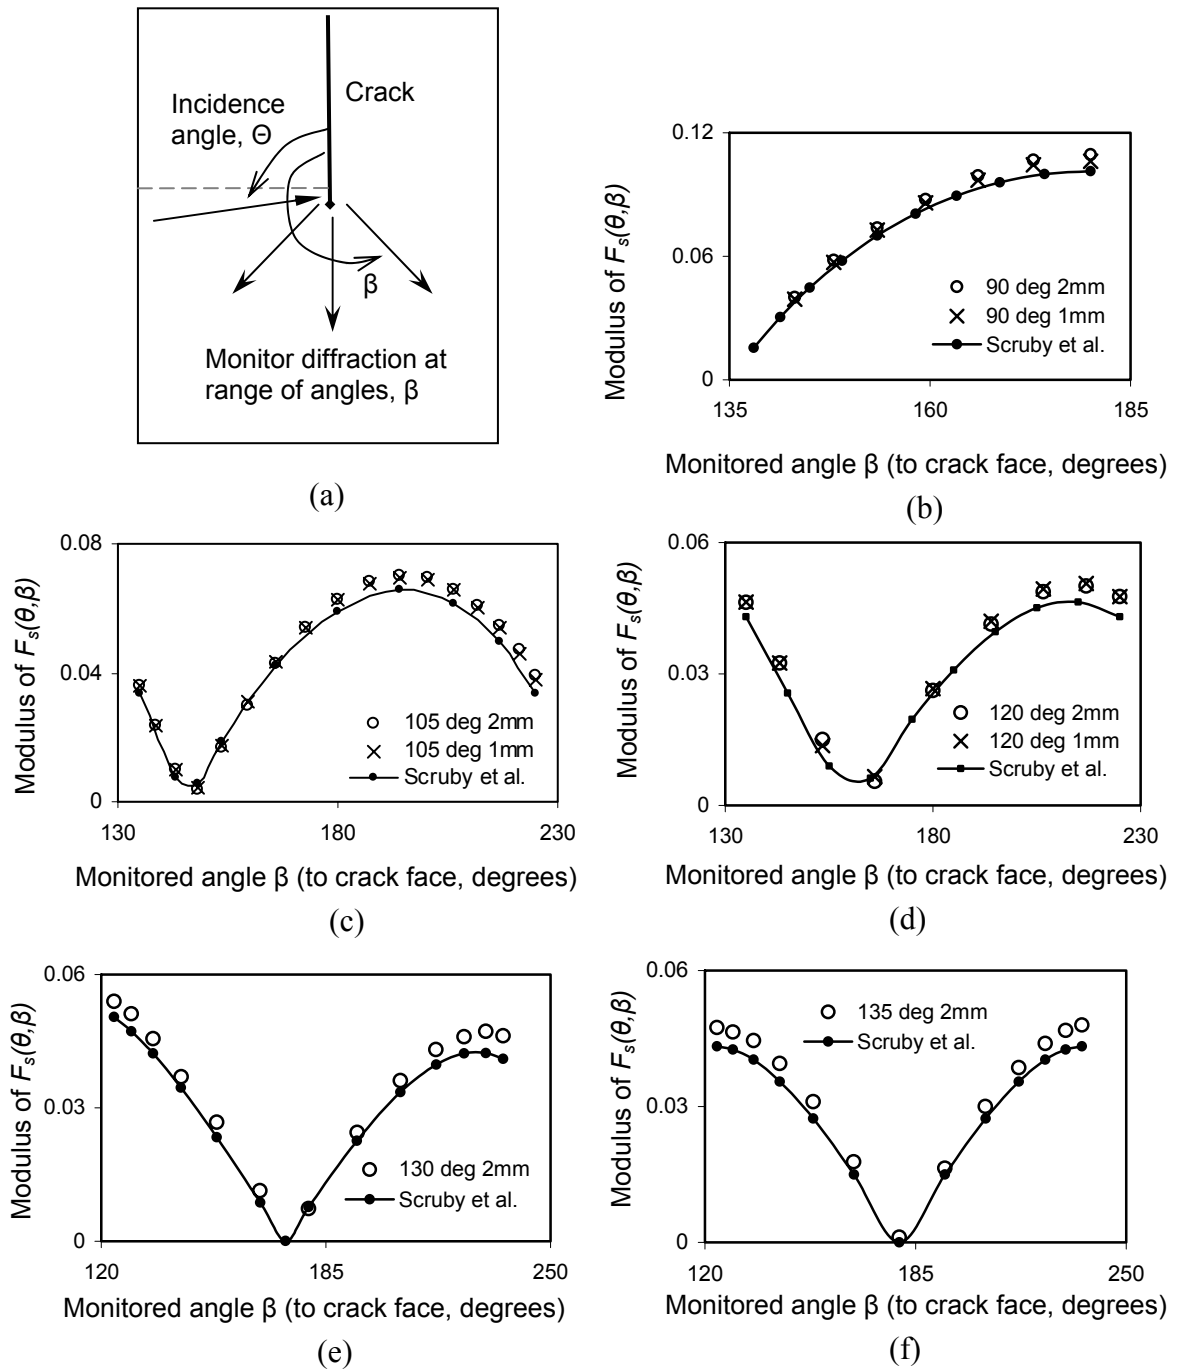 Incidence
angle, Θ
Crack
β
Monitor diffraction at
range of angles, β
(a)
Modulus of Fs(θ,β)
0.12
0.06
0
90 deg 2mm
90 deg 1mm
Scruby et al.
135
160
185
Monitored angle β (to crack face, degrees)
(b)
Modulus of Fs(θ,β)
0.08
0.04
0
105 deg 2mm
105 deg 1mm
Scruby et al.
130
180
230
Monitored angle β (to crack face, degrees)
(c)
Modulus of Fs(θ,β)
0.06
0.03
0
120 deg 2mm
120 deg 1mm
Scruby et al.
130
180
230
Monitored angle β (to crack face, degrees)
(d)
Modulus of Fs(θ,β)
0.06
0.03
0
130 deg 2mm
Scruby et al.
120
185
250
Monitored angle β (to crack face, degrees)
(e)
Modulus of Fs(θ,β)
0.06
0.03
0
135 deg 2mm
Scruby et al.
120
185
250
Monitored angle β (to crack face, degrees)
(f)